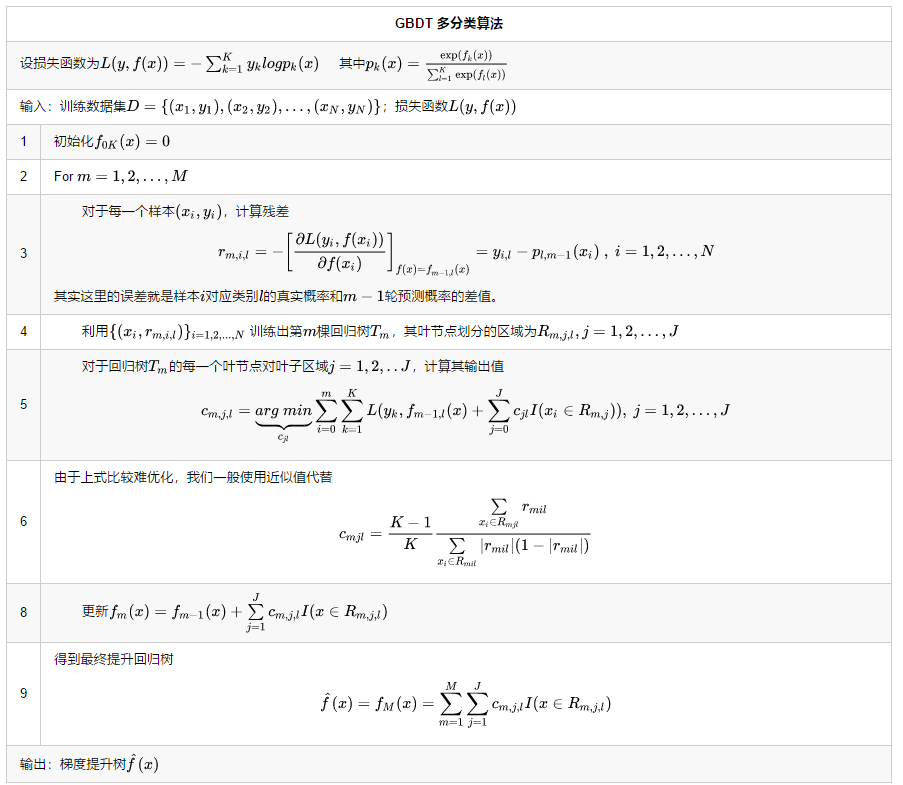 GBDT 多分类算法
设损失函数为$L(y, f(x)) = -\sum_{k=1}^{K} y_k log p_k(x)$ 其中$p_k(x) = \frac{\exp(f_k(x))}{\sum_{l=1}^{K} \exp(f_l(x))}$
输入：训练数据集$D = \{(x_1, y_1), (x_2, y_2), \ldots, (x_N, y_N)\}$；损失函数$L(y, f(x))$
1 初始化$f_{0K}(x) = 0$
2 For $m = 1, 2, \ldots, M$
对于每一个样本$(x_i, y_i)$，计算残差
3 $r_{m,i,l} = -\left[\frac{\partial L(y_i, f(x_i))}{\partial f(x_i)}\right]_{f(x)=f_{m-1,l}(x)} = y_{i,l} - p_{l,m-1}(x_i) , i = 1, 2, \ldots, N$
其实这里的误差就是样本$i$对应类别$l$的真实概率和$m-1$轮预测概率的差值。
4 利用$\{(x_i, r_{m,i,l})\}_{i=1,2,\ldots,N}$ 训练出第$m$棵回归树$T_m$，其叶节点划分的区域为$R_{m,j,l}, j = 1, 2, \ldots, J$
对于回归树$T_m$的每一个叶节点对叶子区域$j = 1, 2, ..J$，计算其输出值
5 $c_{m,j,l} = \underbrace{arg\ min}_{c_{jl}} \sum_{i=0}^{m} \sum_{k=1}^{K} L(y_k, f_{m-1,l}(x) + \sum_{j=0}^{J} c_{jl} I(x_i \in R_{m,j})), j = 1, 2, \ldots, J$
由于上式比较难优化，我们一般使用近似值代替
6 $c_{mjl} = \frac{K-1}{K} \frac{\sum_{x_i \in R_{mjl}} r_{mil}}{\sum_{x_i \in R_{mil}} |r_{mil}|(1 - |r_{mil}|)}$
8 更新$f_m(x) = f_{m-1}(x) + \sum_{j=1}^{J} c_{m,j,l} I(x \in R_{m,j,l})$
得到最终提升回归树
9 $\hat{f}(x) = f_M(x) = \sum_{m=1}^{M} \sum_{j=1}^{J} c_{m,j,l} I(x \in R_{m,j,l})$
输出：梯度提升树$\hat{f}(x)$